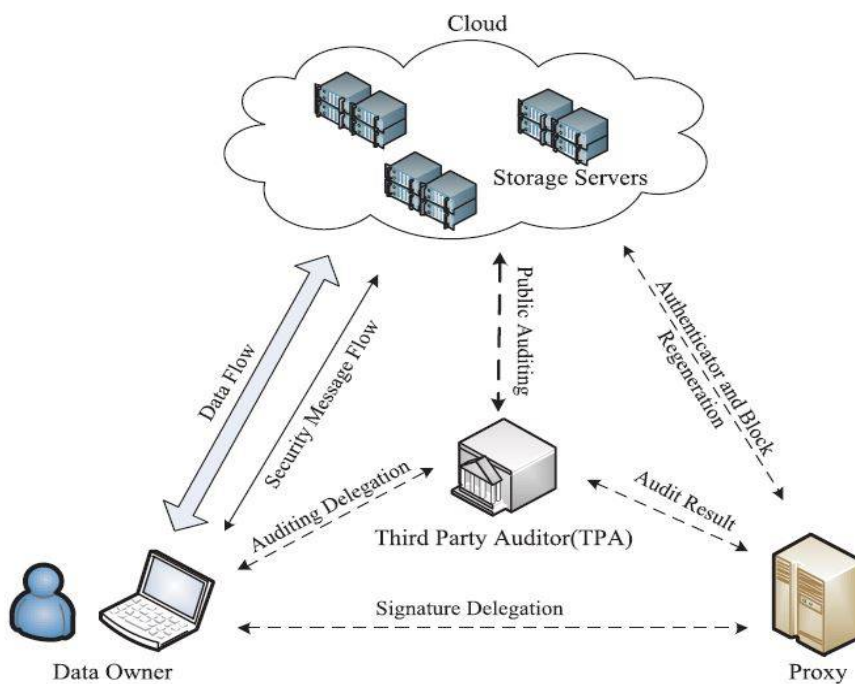 Cloud
Storage Servers
Data Flow
Security Message Flow
Public Auditing
Authenticator and Block
Regeneration
Auditing Delegation
Audit Result
Third Party Auditor(TPA)
Signature Delegation
Data Owner
Proxy